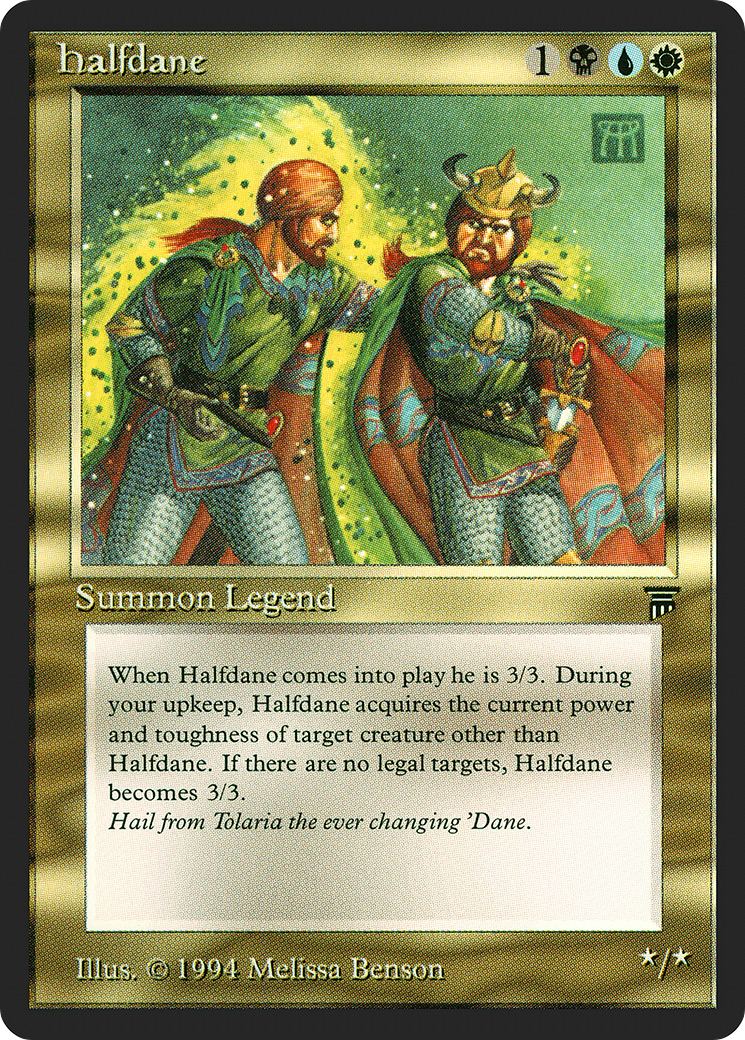 Halfdane
1
Summon Legend
When Halfdane comes into play he is 3/3. During
your upkeep, Halfdane acquires the current power
and toughness of target creature other than
Halfdane. If there are no legal targets, Halfdane
becomes 3/3.
Hail from Tolaria the ever changing 'Dane.
Illus. © 1994 Melissa Benson
★/★